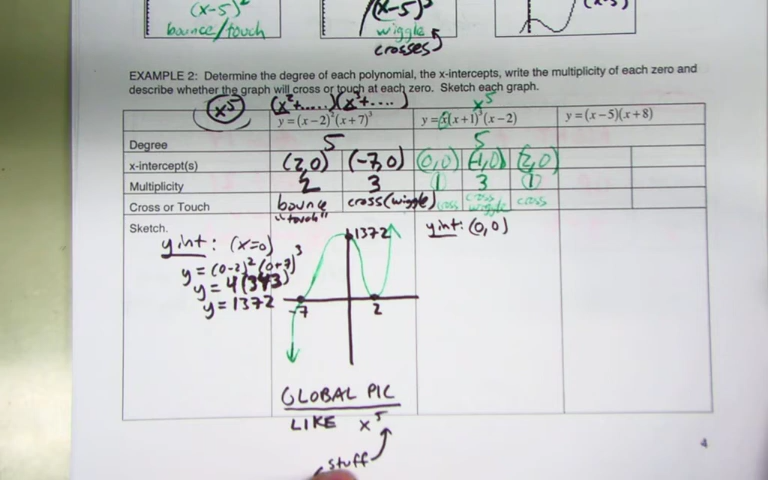 (x-5)²
bounce/touch
(x-5)³
wiggle
crosses
(x-5)
EXAMPLE 2: Determine the degree of each polynomial, the x-intercepts, write the multiplicity of each zero and
describe whether the graph will cross or touch at each zero. Sketch each graph.
x⁵ (x²+.....)(x³+....) x⁵
y = (x−2)²(x+7)³ y = x(x+1)³(x−2) y = (x−5)(x+8)
Degree 5 5
x-intercept(s) (2,0) (-7,0) (0,0) (-1,0) (2,0)
Multiplicity 2 3 1 3 1
Cross or Touch bounce "touch" cross(wiggle) cross cross wiggle cross
Sketch.
y int: (x=0)
y = (0-2)²(0+7)³
y = 4(343)
y = 1372
1372
-7 2
y int: (0,0)
GLOBAL PIC
LIKE x⁵
stuff
4